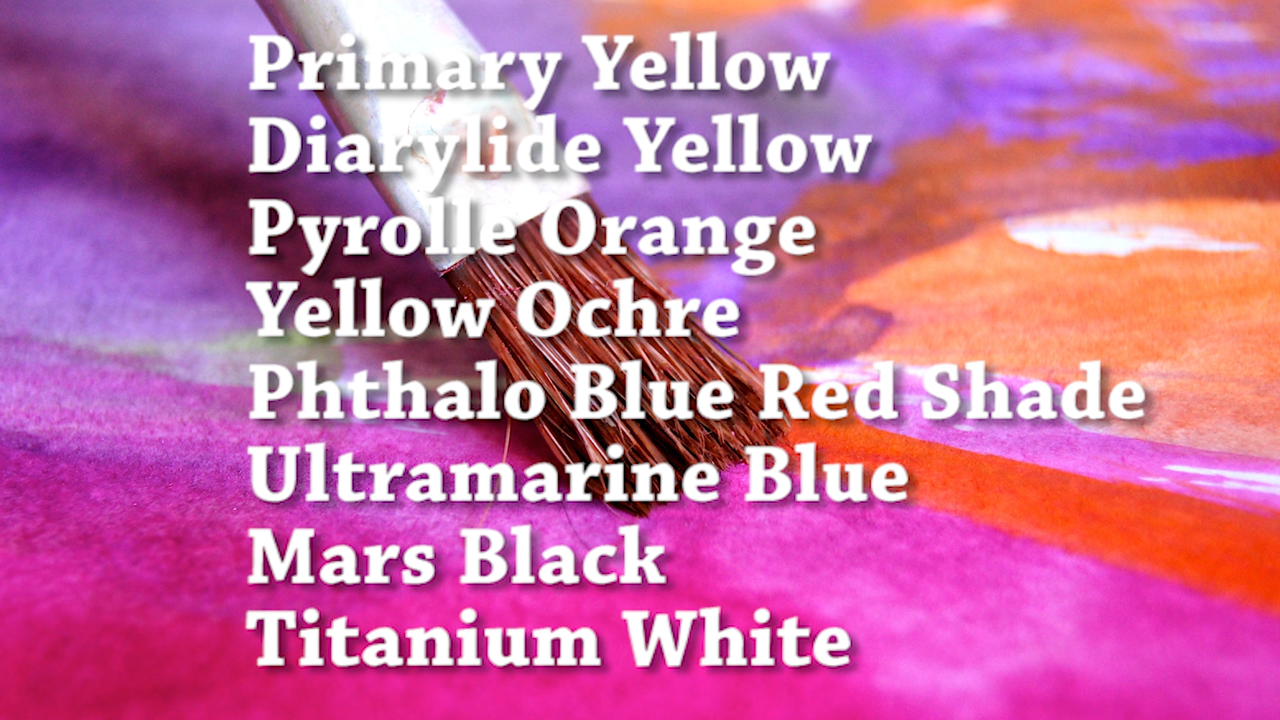 Primary Yellow
Diarylide Yellow
Pyrolle Orange
Yellow Ochre
Phthalo Blue Red Shade
Ultramarine Blue
Mars Black
Titanium White